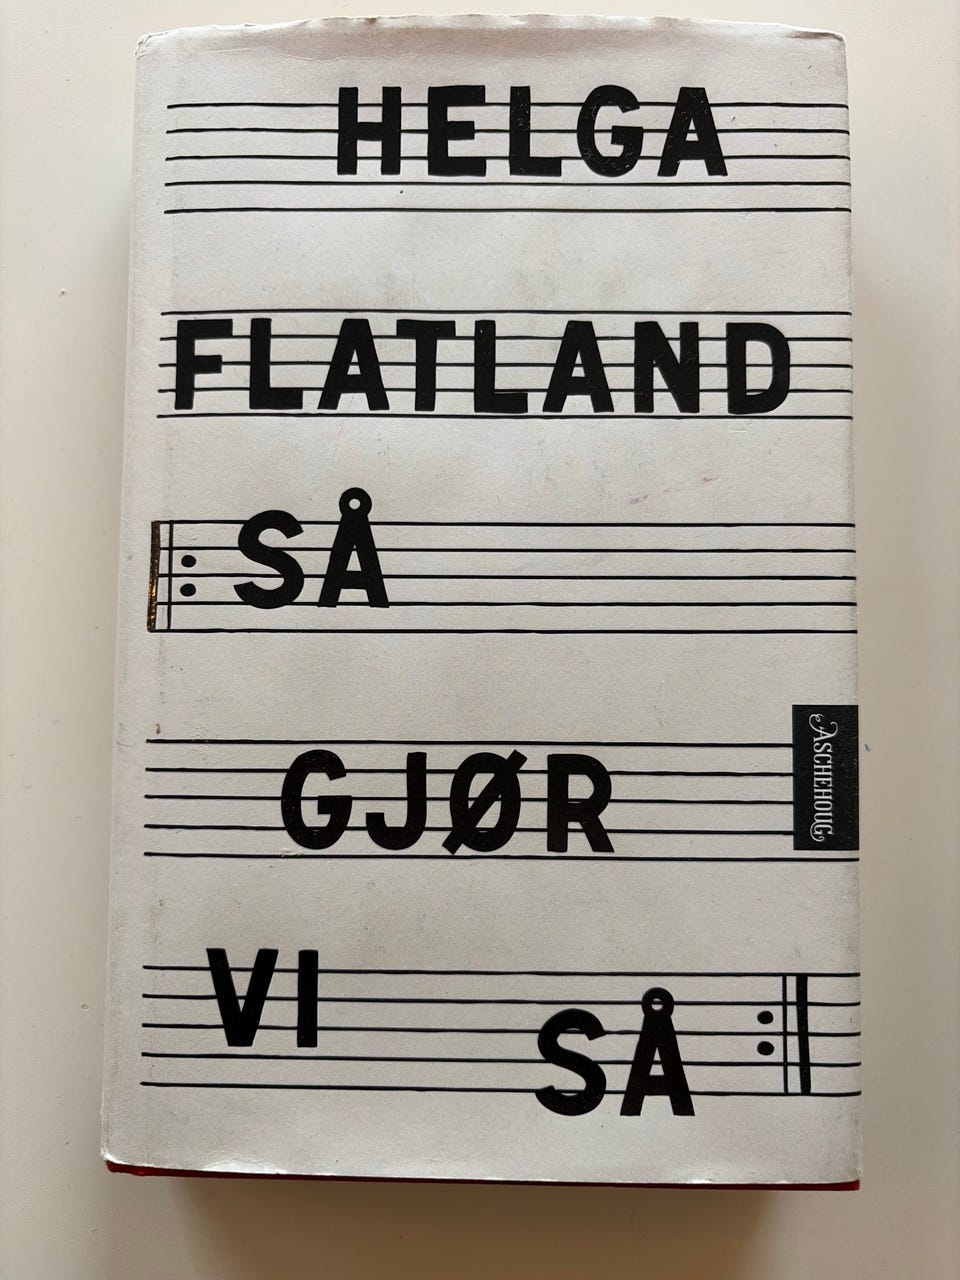 HELGA
FLATLAND
SÅ
GJØR
ASCHEHOUG
VI
SÅ